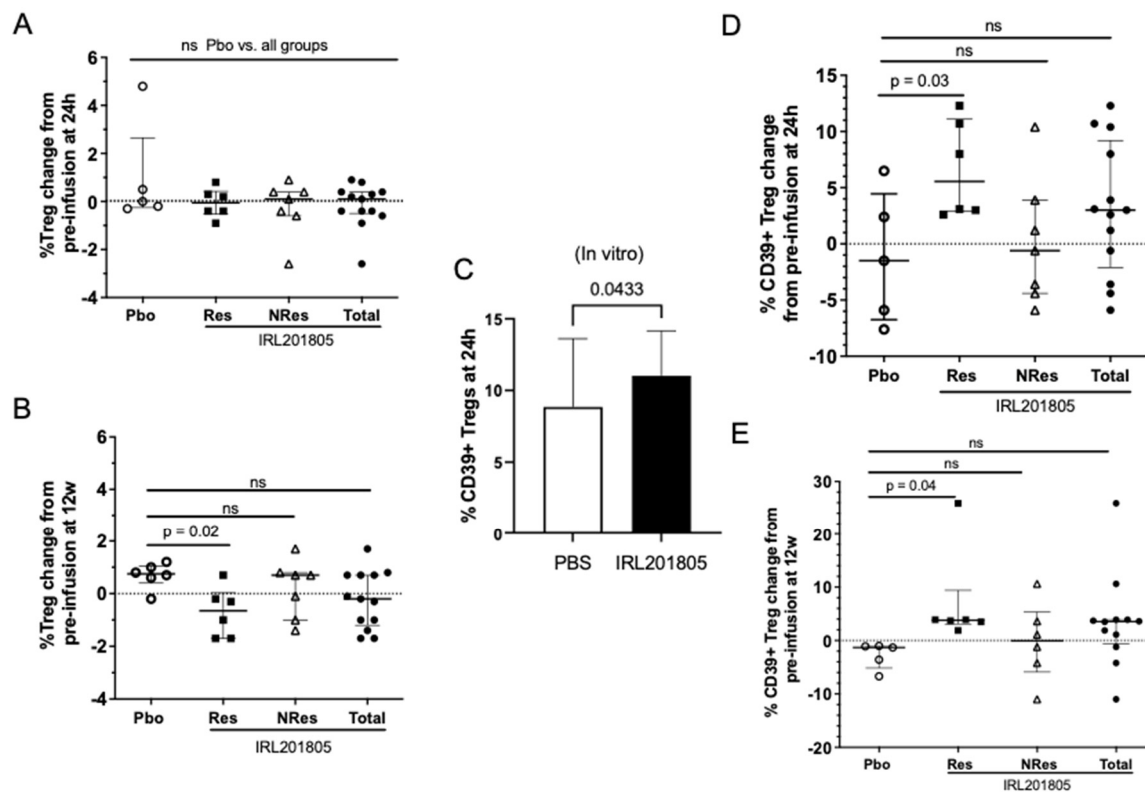 A
ns Pbo vs. all groups
%Treg change from
pre-infusion at 24h
6
4
2
0
-2
-4
Pbo
Res
NRes
Total
IRL201805
B
%Treg change from
pre-infusion at 12w
6
4
2
0
-2
-4
ns
ns
p = 0.02
Pbo
Res
NRes
Total
IRL201805
C
(In vitro)
0.0433
% CD39+ Tregs at 24h
15
10
5
0
PBS
IRL201805
D
ns
ns
p = 0.03
% CD39+ Treg change
from pre-infusion at 24h
15
10
5
0
-5
-10
Pbo
Res
NRes
Total
IRL201805
E
ns
ns
p = 0.04
% CD39+ Treg change from
pre-infusion at 12w
30
20
10
0
-10
-20
Pbo
Res
NRes
Total
IRL201805